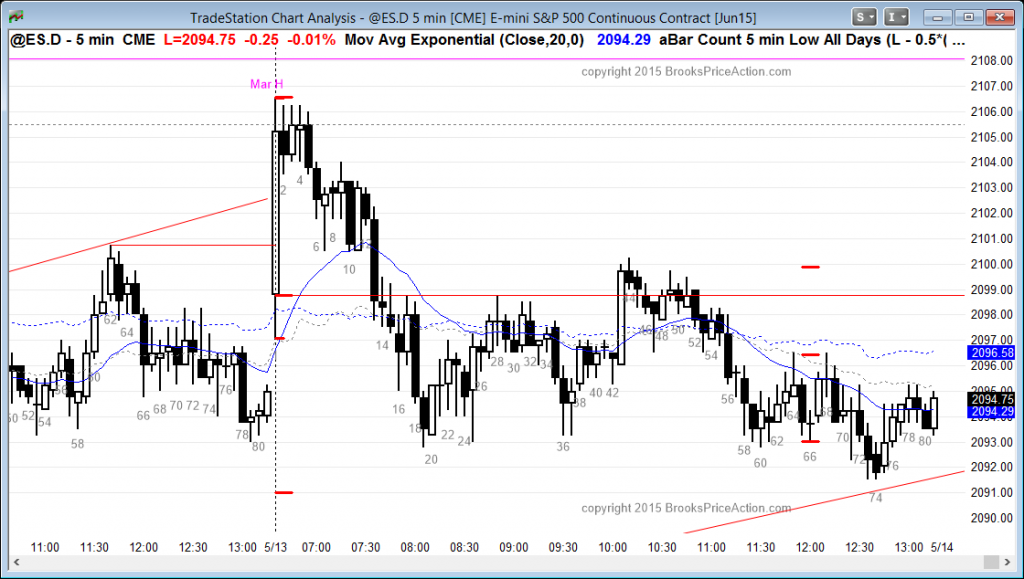 TradeStation Chart Analysis - @ES.D 5 min [CME] E-mini S&P 500 Continuous Contract [Jun15]
S I
@ES.D - 5 min CME L=2094.75 -0.25 -0.01% Mov Avg Exponential (Close,20,0) 2094.29 aBar Count 5 min Low All Days (L - 0.5*( ...
copyright 2015 BrooksPriceAction.com
Mar H
2108.00
2107.00
2106.00
2105.00
2104.00
2103.00
2102.00
2101.00
2100.00
2099.00
2098.00
2097.00
2096.58
2096.00
2095.00
2094.75
2094.29
2093.00
2092.00
2091.00
2090.00
2 4
6 8
10
62 64
44
14
28 30 32 34
48 50 52 54
50 52 54 56 58 60
66 68 70 72 74 76
78 80
16 18 20 22 24 26
36 38 40 42
56 58 60 62 64 66 68
70 72 74 76 78 80
copyright 2015 BrooksPriceAction.com
11:00 11:30 12:00 12:30 13:00 5/13 07:00 07:30 08:00 08:30 09:00 09:30 10:00 10:30 11:00 11:30 12:00 12:30 13:00 5/14